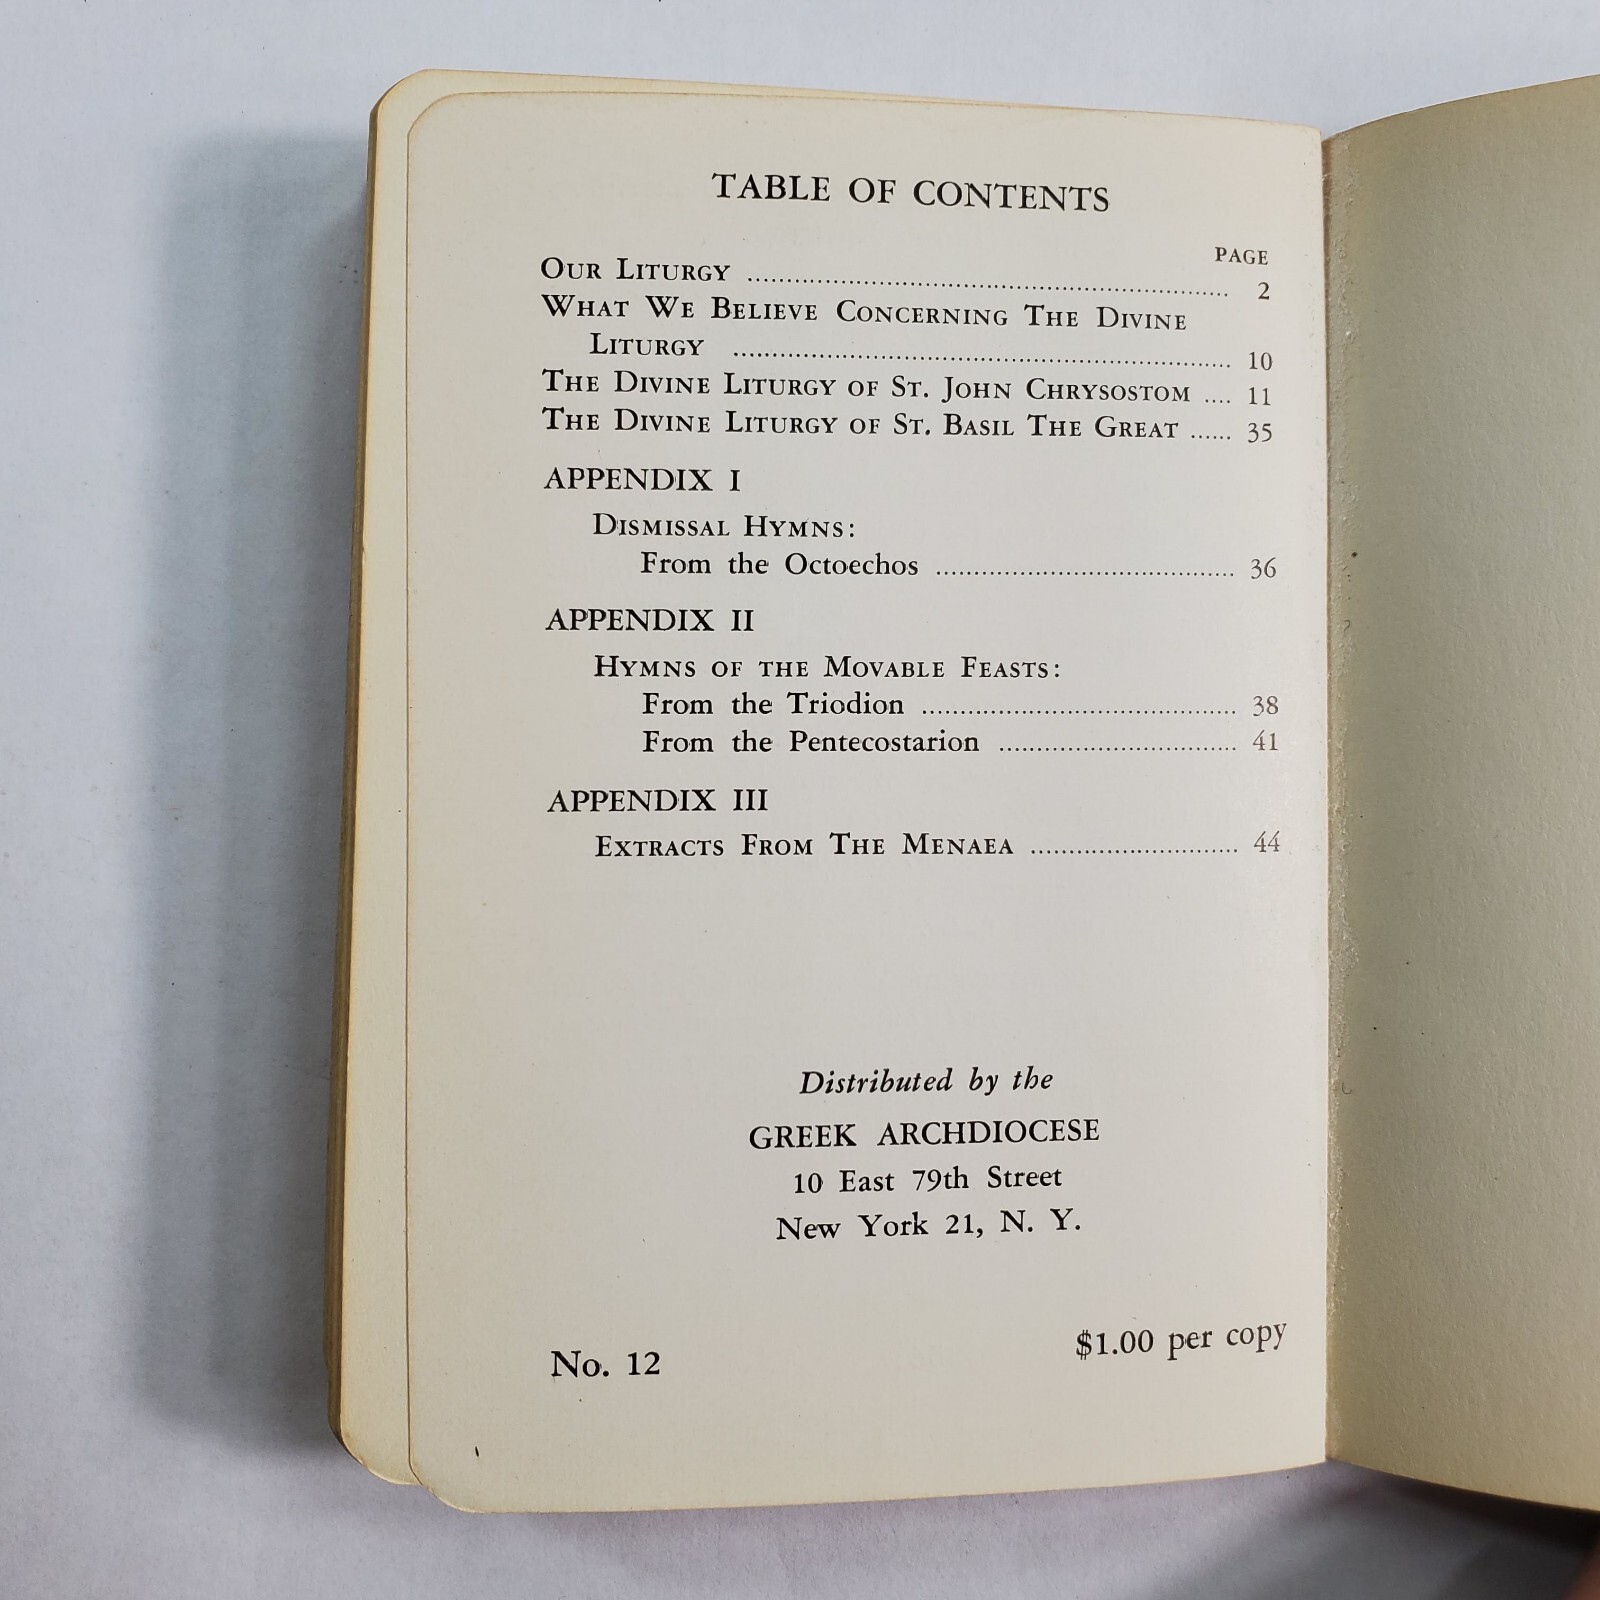 TABLE OF CONTENTS
PAGE
OUR LITURGY ........ 2
WHAT WE BELIEVE CONCERNING THE DIVINE
LITURGY ........ 10
THE DIVINE LITURGY OF ST. JOHN CHRYSOSTOM .... 11
THE DIVINE LITURGY OF ST. BASIL THE GREAT ...... 35
APPENDIX I
DISMISSAL HYMNS:
From the Octoechos ........ 36
APPENDIX II
HYMNS OF THE MOVABLE FEASTS:
From the Triodion ........ 38
From the Pentecostarion ........ 41
APPENDIX III
EXTRACTS FROM THE MENAEA ........ 44
Distributed by the
GREEK ARCHDIOCESE
10 East 79th Street
New York 21, N. Y.
No. 12
$1.00 per copy